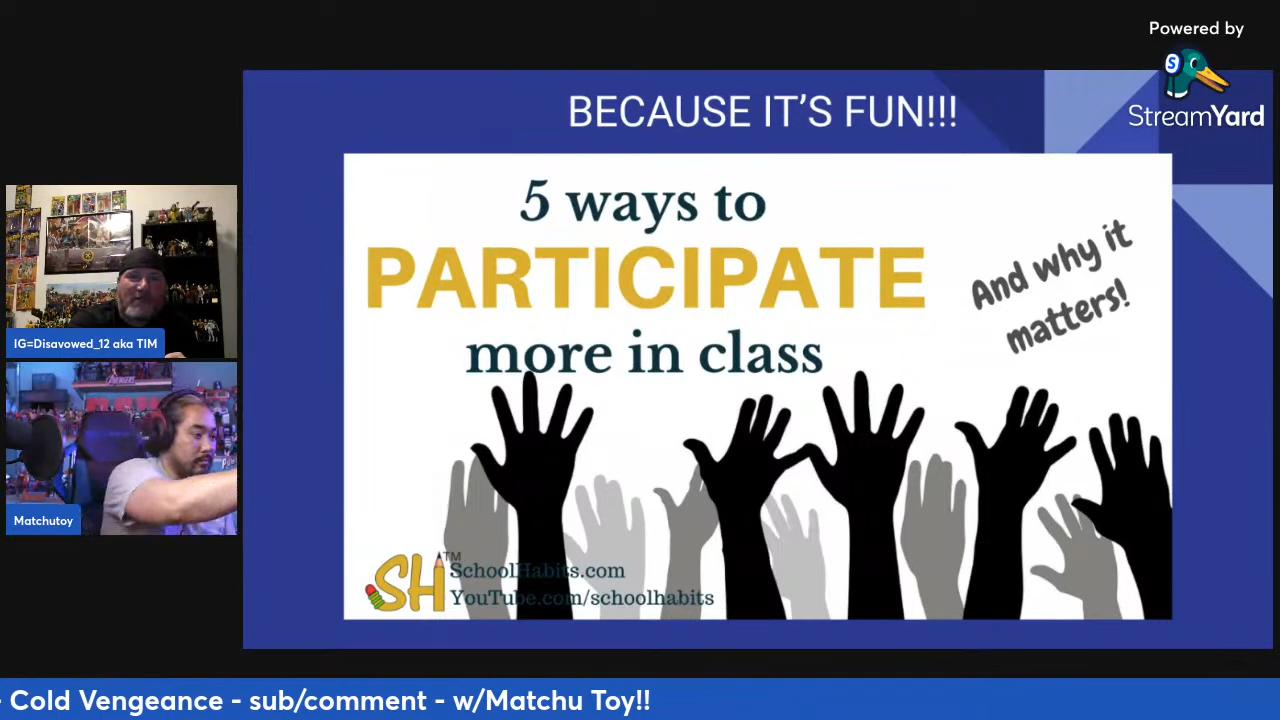 Powered by
StreamYard
BECAUSE IT'S FUN!!!
5 ways to
PARTICIPATE
more in class
And why it
matters!
SH™
SchoolHabits.com
YouTube.com/schoolhabits
IG=Disavowed_12 aka TIM
AVENGERS
Matchutoy
- Cold Vengeance - sub/comment - w/Matchu Toy!!